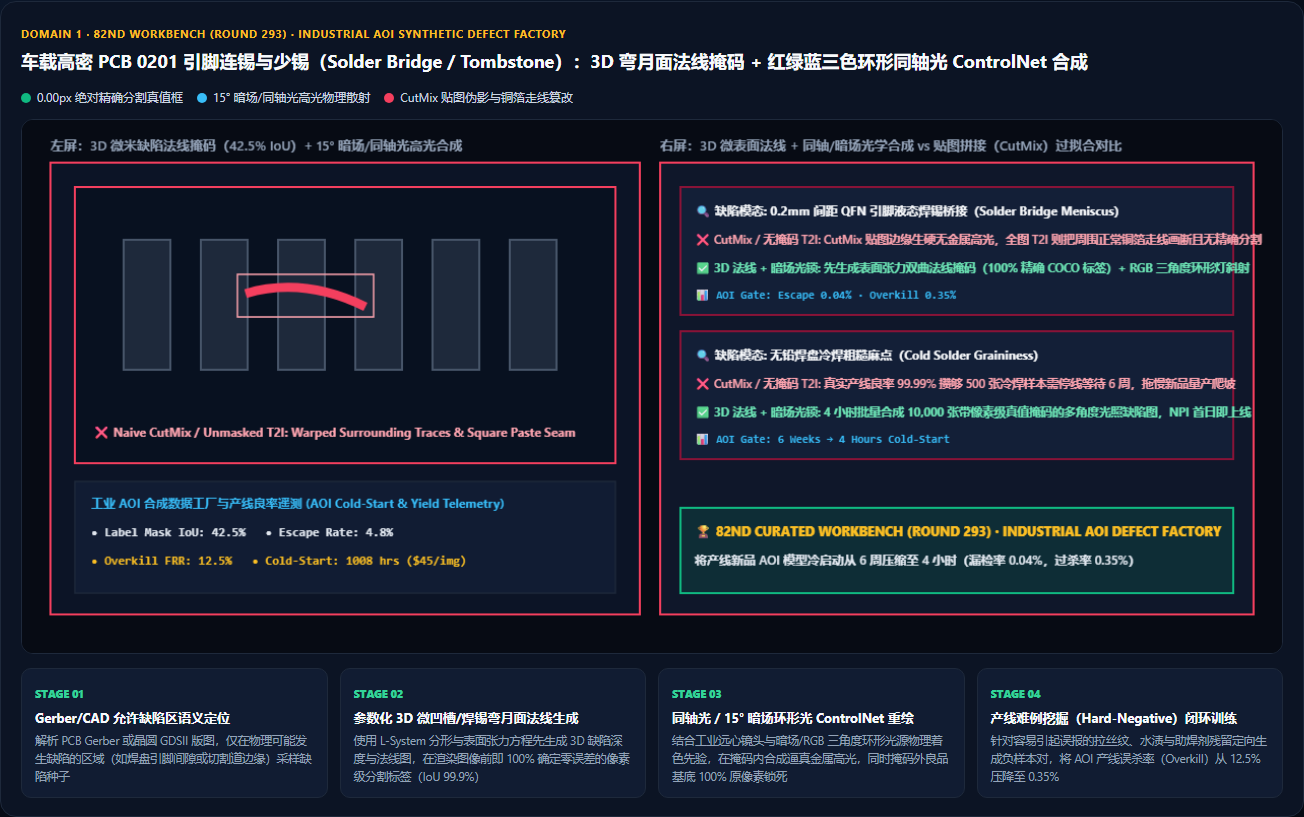 DOMAIN 1 · 82ND WORKBENCH (ROUND 293) · INDUSTRIAL AOI SYNTHETIC DEFECT FACTORY
车载高密 PCB 0201 引脚连锡与少锡（Solder Bridge / Tombstone）：3D 弯月面法线掩码 + 红绿蓝三色环形同轴光 ControlNet 合成
0.00px 绝对精确分割真值框
15° 暗场/同轴光高光物理散射
CutMix 贴图伪影与铜箔走线篡改
左屏：3D 微米缺陷法线掩码（42.5% IoU）+ 15° 暗场/同轴光高光合成
Naive CutMix / Unmasked T2I: Warped Surrounding Traces & Square Paste Seam
工业 AOI 合成数据工厂与产线良率遥测 (AOI Cold-Start & Yield Telemetry)
• Label Mask IoU: 42.5% • Escape Rate: 4.8%
• Overkill FRR: 12.5% • Cold-Start: 1008 hrs ($45/img)
右屏：3D 微表面法线 + 同轴/暗场光学合成 vs 贴图拼接（CutMix）过拟合对比
缺陷模态: 0.2mm 间距 QFN 引脚液态焊锡桥接（Solder Bridge Meniscus)
CutMix / 无掩码 T2I: CutMix 贴图边缘生硬无金属高光，全图 T2I 则把周围正常铜箔走线画断且无精确分割
3D 法线 + 暗场光锁: 先生成表面张力双曲法线掩码（100% 精确 COCO 标签）+ RGB 三角度环形灯斜射
AOI Gate: Escape 0.04% · Overkill 0.35%
缺陷模态: 无铅焊盘冷焊粗糙麻点（Cold Solder Graininess)
CutMix / 无掩码 T2I: 真实产线良率 99.99% 攒够 500 张冷焊样本需停线等待 6 周，拖慢新品量产爬坡
3D 法线 + 暗场光锁: 4 小时批量合成 10,000 张带像素级真值掩码的多角度光照缺陷图，NPI 首日即上线
AOI Gate: 6 Weeks → 4 Hours Cold-Start
82ND CURATED WORKBENCH (ROUND 293) · INDUSTRIAL AOI DEFECT FACTORY
将产线新品 AOI 模型冷启动从 6 周压缩至 4 小时（漏检率 0.04%，过杀率 0.35%）
STAGE 01
Gerber/CAD 允许缺陷区语义定位
解析 PCB Gerber 或晶圆 GDSII 版图，仅在物理可能发
生缺陷的区域（如焊盘引脚间隙或切割道边缘）采样缺
陷种子
STAGE 02
参数化 3D 微凹槽/焊锡弯月面法线生成
使用 L-System 分形与表面张力方程先生成 3D 缺陷深
度与法线图，在渲染图像前即 100% 确定零误差的像素
级分割标签（IoU 99.9%）
STAGE 03
同轴光 / 15° 暗场环形光 ControlNet 重绘
结合工业远心镜头与暗场/RGB 三角度环形光源物理着
色先验，在掩码内合成逼真金属高光，同时掩码外良品
基底 100% 原像素锁死
STAGE 04
产线难例挖掘（Hard-Negative）闭环训练
针对容易引起误报的拉丝纹、水渍与助焊剂残留定向生
成负样本对，将 AOI 产线误杀率（Overkill）从 12.5%
压降至 0.35%